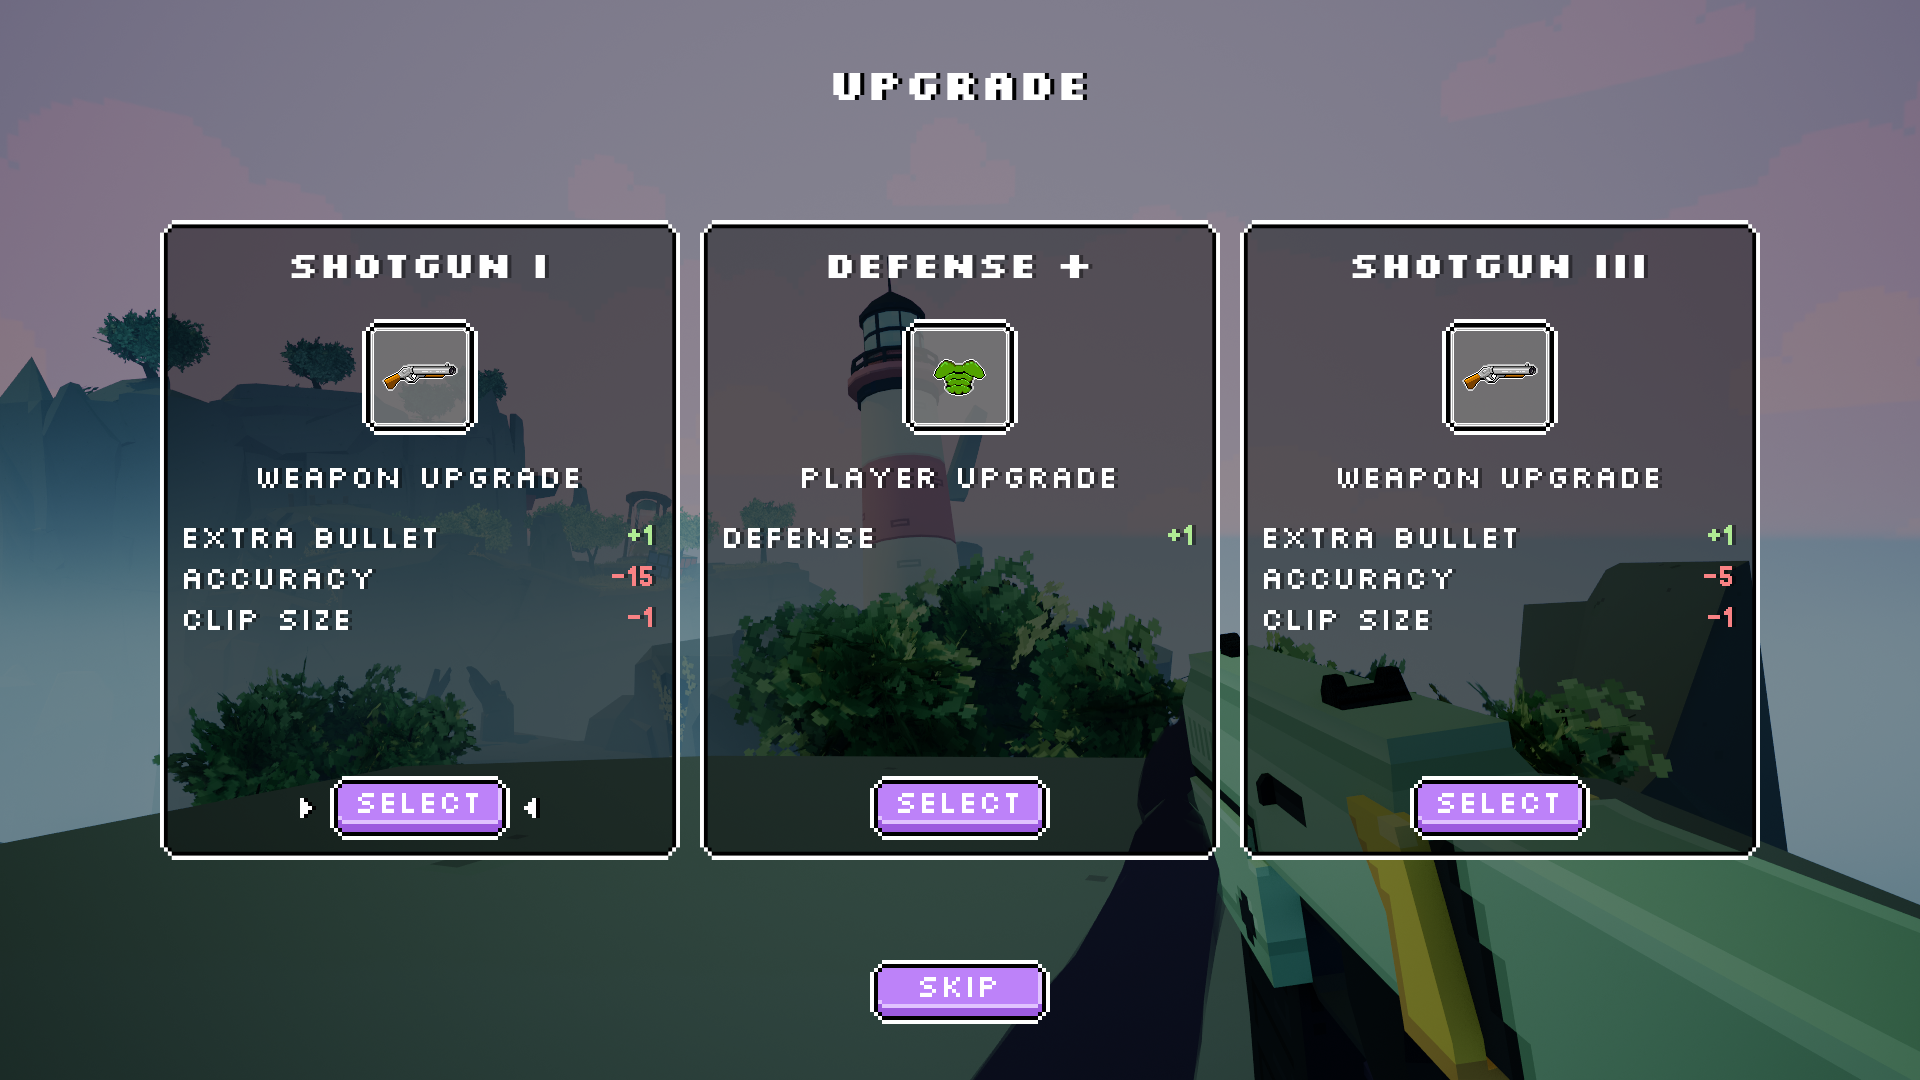 UPGRADE
SHOTGUN I
WEAPON UPGRADE
EXTRA BULLET +1
ACCURACY -15
CLIP SIZE -1
SELECT
DEFENSE +
PLAYER UPGRADE
DEFENSE +1
SELECT
SHOTGUN III
WEAPON UPGRADE
EXTRA BULLET +1
ACCURACY -5
CLIP SIZE -1
SELECT
SKIP